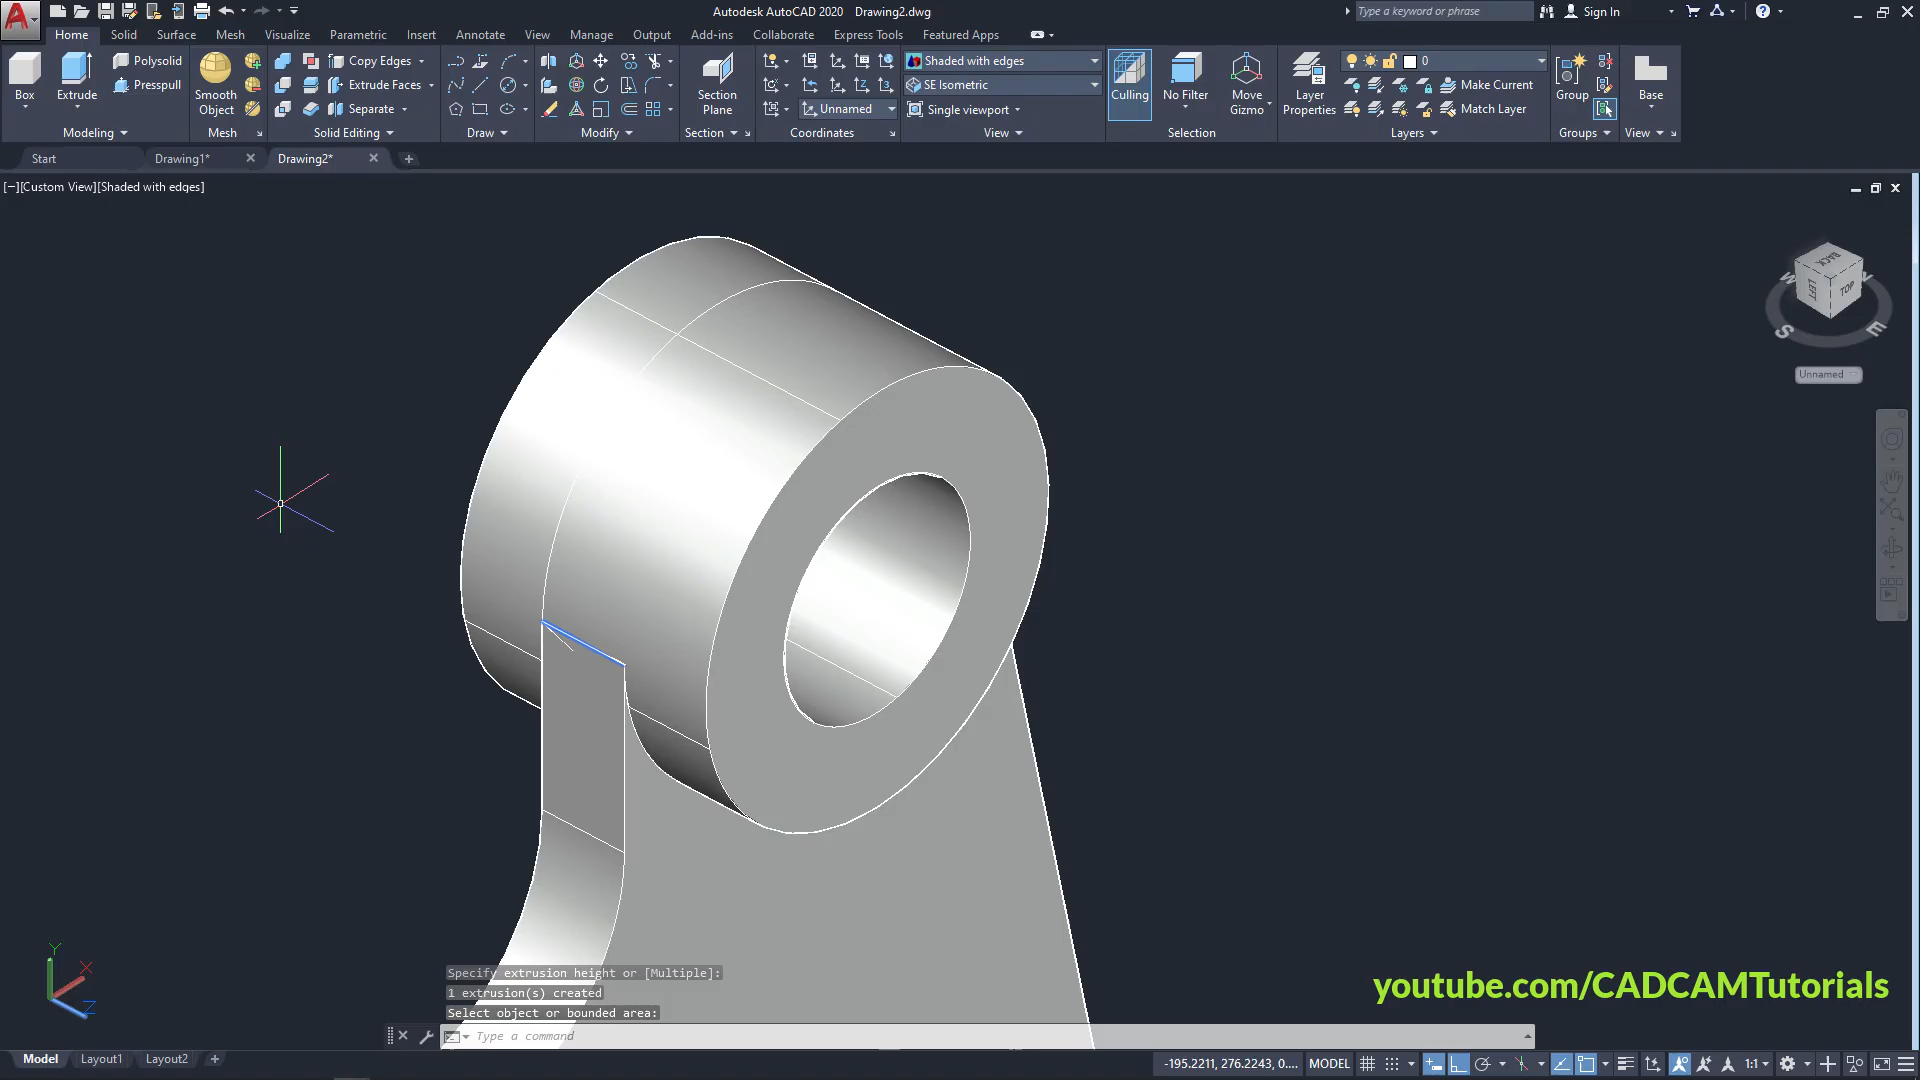 Autodesk AutoCAD 2020 Drawing2.dwg
Type a keyword or phrase
Sign In
Home Solid Surface Mesh Visualize Parametric Insert Annotate View Manage Output Add-ins Collaborate Express Tools Featured Apps
Box
Extrude
Polysolid
Presspull
Modeling
Smooth Object
Mesh
Copy Edges
Extrude Faces
Separate
Solid Editing
Draw
Modify
Section Plane
Section
Unnamed
Coordinates
Shaded with edges
SE Isometric
Single viewport
View
Culling
No Filter
Move Gizmo
Selection
Layer Properties
0
Make Current
Match Layer
Layers
Group
Groups
Base
View
Start
Drawing1*
Drawing2*
[−][Custom View][Shaded with edges]
BACK
LEFT
TOP
W
S
E
Unnamed
Y
X
Z
Specify extrusion height or [Multiple]:
1 extrusion(s) created
Select object or bounded area:
Type a command
youtube.com/CADCAMTutorials
Model Layout1 Layout2
-195.2211, 276.2243, 0.... MODEL
1:1